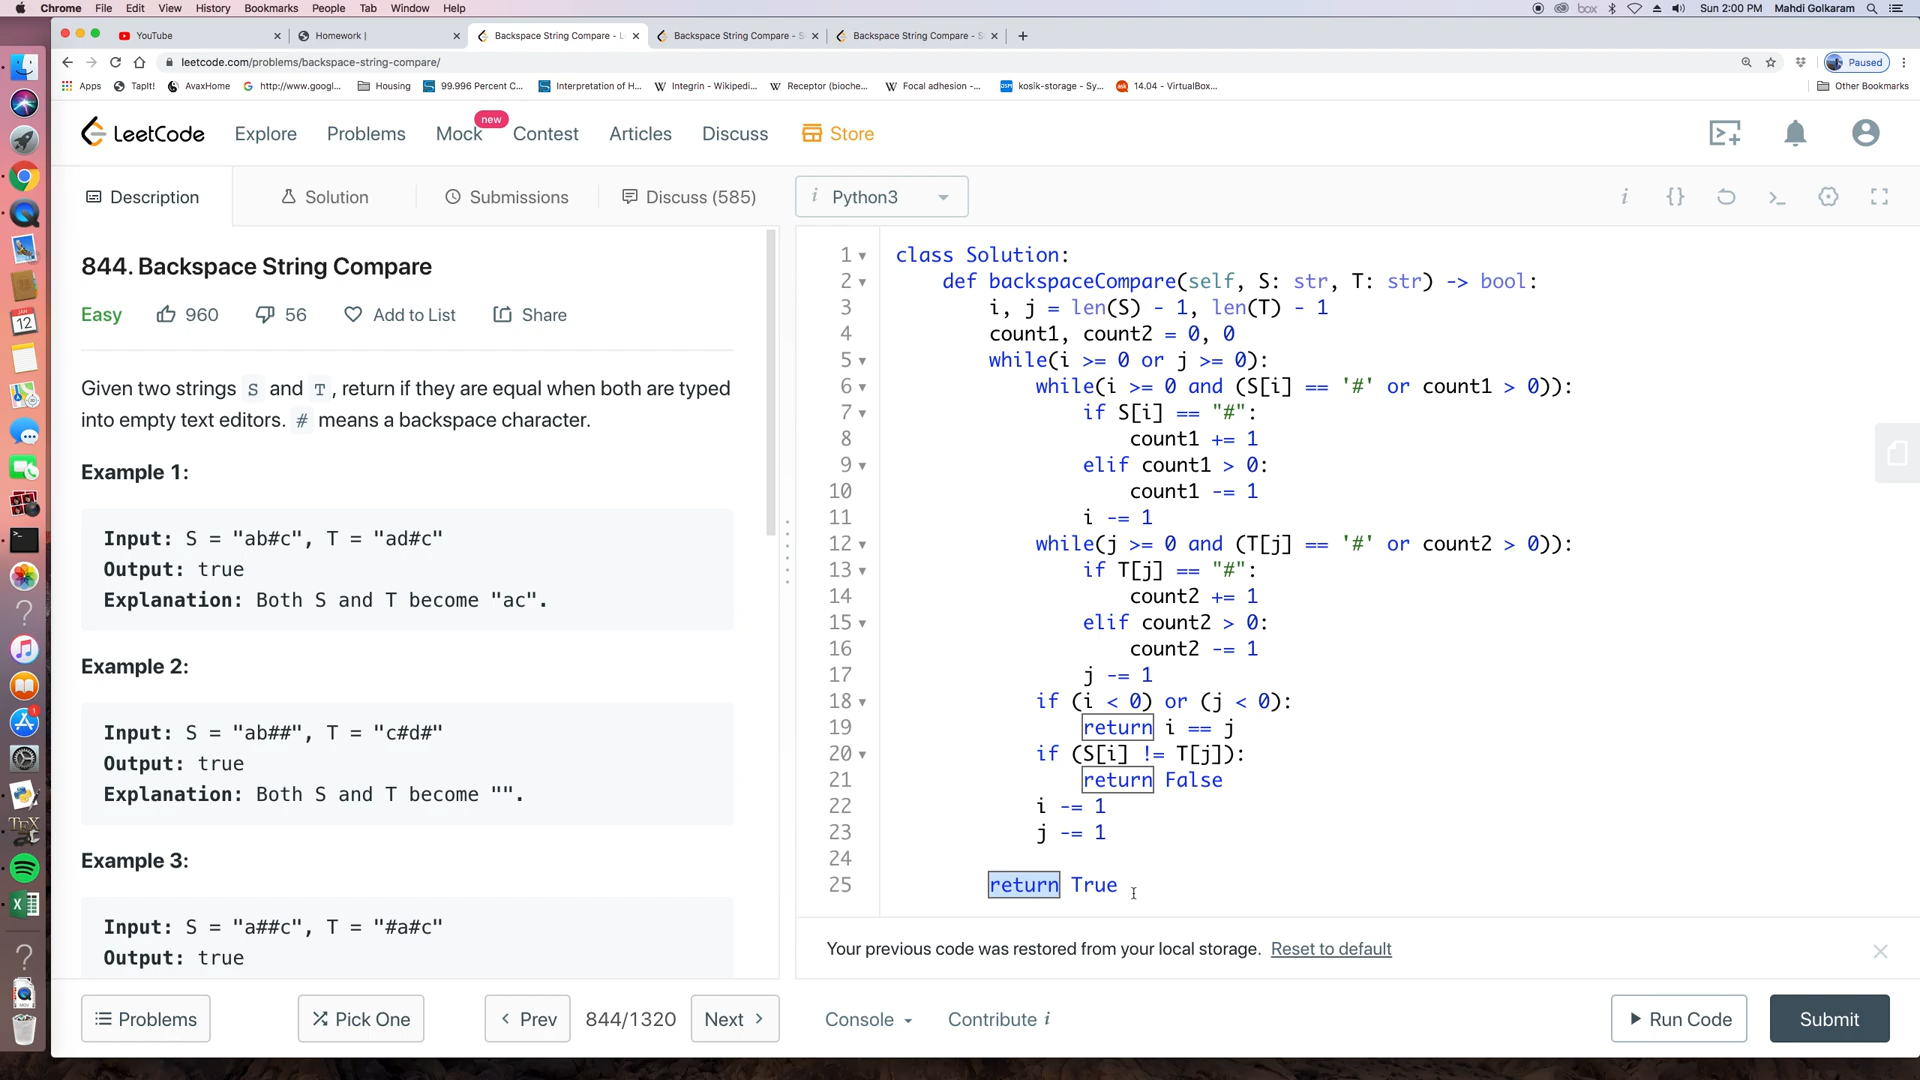 Chrome File Edit View History Bookmarks People Tab Window Help
box Sun 2:00 PM Mahdi Golkaram
YouTube
Homework |
Backspace String Compare - L
Backspace String Compare - S
Backspace String Compare - S
leetcode.com/problems/backspace-string-compare/
Paused
Apps TapIt! AvaxHome http://www.googl... Housing 99.996 Percent C... Interpretation of H... Integrin - Wikipedi... Receptor (bioche... Focal adhesion -... kosik-storage - Sy... 14.04 - VirtualBox... Other Bookmarks
LeetCode Explore Problems Mock new Contest Articles Discuss Store
Description Solution Submissions Discuss (585)
Python3
844. Backspace String Compare
Easy 960 56 Add to List Share
Given two strings S and T, return if they are equal when both are typed
into empty text editors. # means a backspace character.
Example 1:
Input: S = "ab#c", T = "ad#c"
Output: true
Explanation: Both S and T become "ac".
Example 2:
Input: S = "ab##", T = "c#d#"
Output: true
Explanation: Both S and T become "".
Example 3:
Input: S = "a##c", T = "#a#c"
Output: true
1 class Solution:
2 def backspaceCompare(self, S: str, T: str) -> bool:
3 i, j = len(S) - 1, len(T) - 1
4 count1, count2 = 0, 0
5 while(i >= 0 or j >= 0):
6 while(i >= 0 and (S[i] == '#' or count1 > 0)):
7 if S[i] == "#":
8 count1 += 1
9 elif count1 > 0:
10 count1 -= 1
11 i -= 1
12 while(j >= 0 and (T[j] == '#' or count2 > 0)):
13 if T[j] == "#":
14 count2 += 1
15 elif count2 > 0:
16 count2 -= 1
17 j -= 1
18 if (i < 0) or (j < 0):
19 return i == j
20 if (S[i] != T[j]):
21 return False
22 i -= 1
23 j -= 1
24
25 return True
Your previous code was restored from your local storage. Reset to default
Problems Pick One Prev 844/1320 Next Console Contribute i Run Code Submit
JAN
12
1
TEX